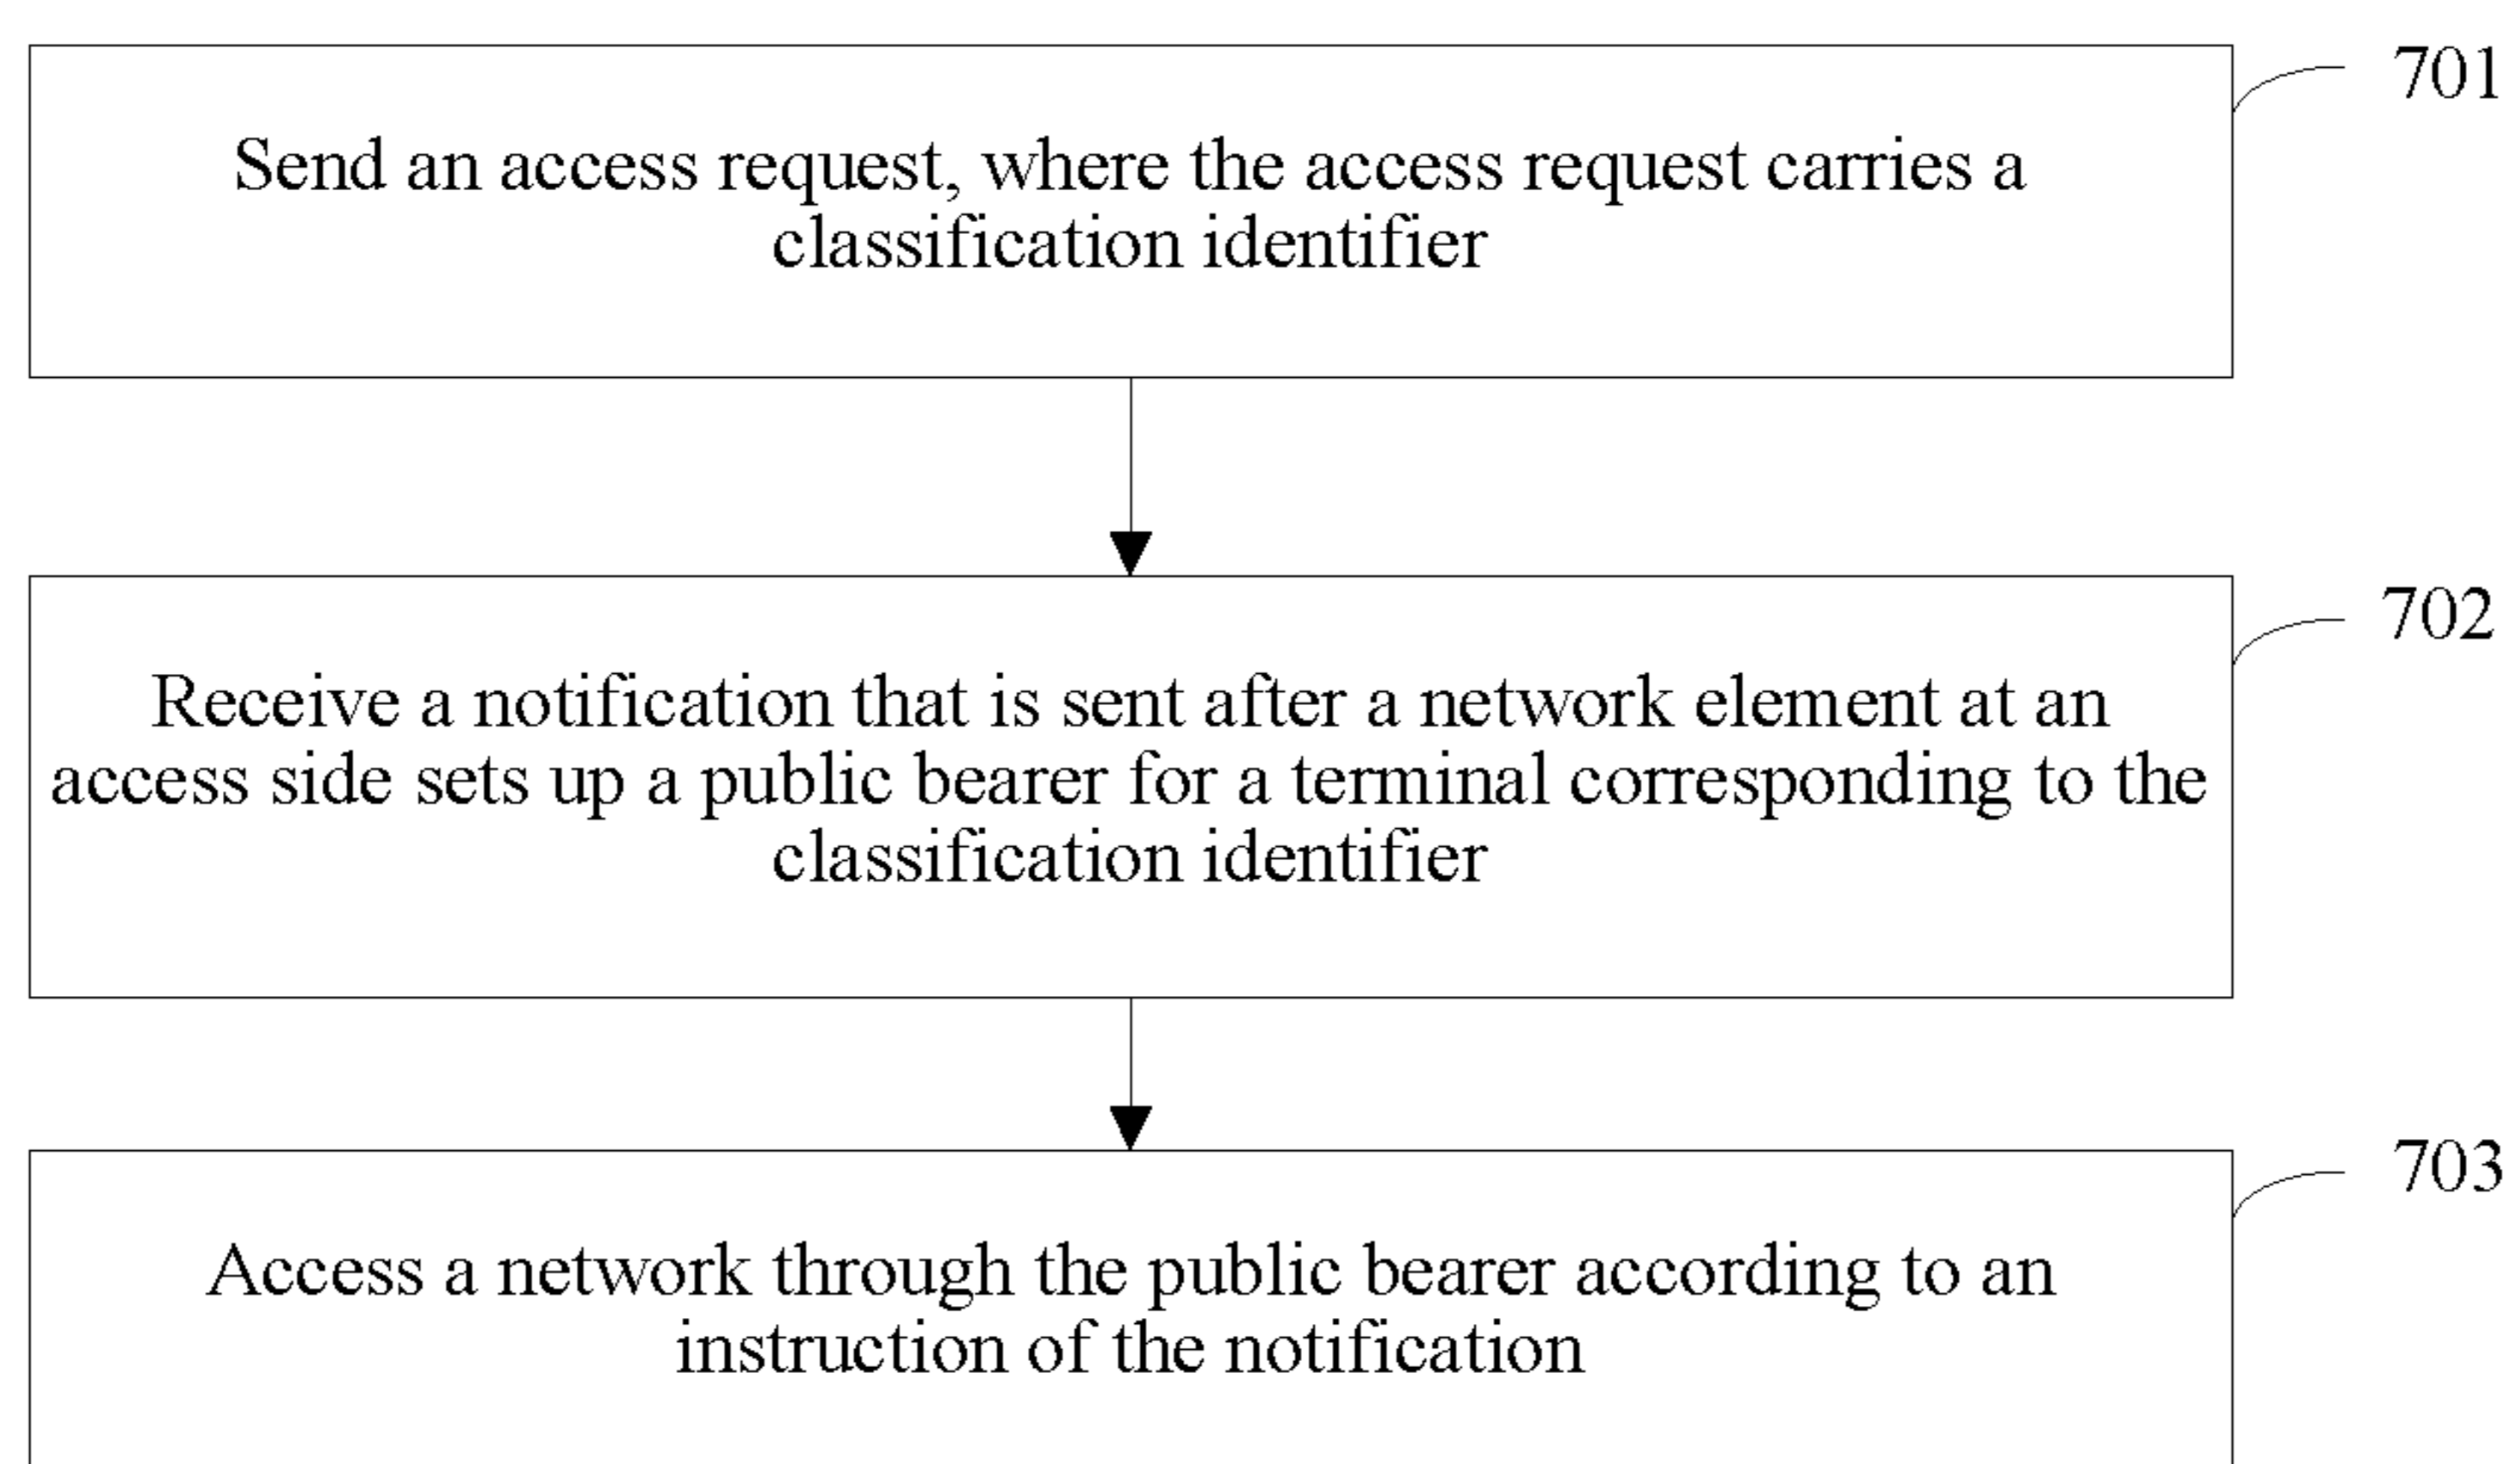 701
Send an access request, where the access request carries a
classification identifier
702
Receive a notification that is sent after a network element at an
access side sets up a public bearer for a terminal corresponding to the
classification identifier
703
Access a network through the public bearer according to an
instruction of the notification